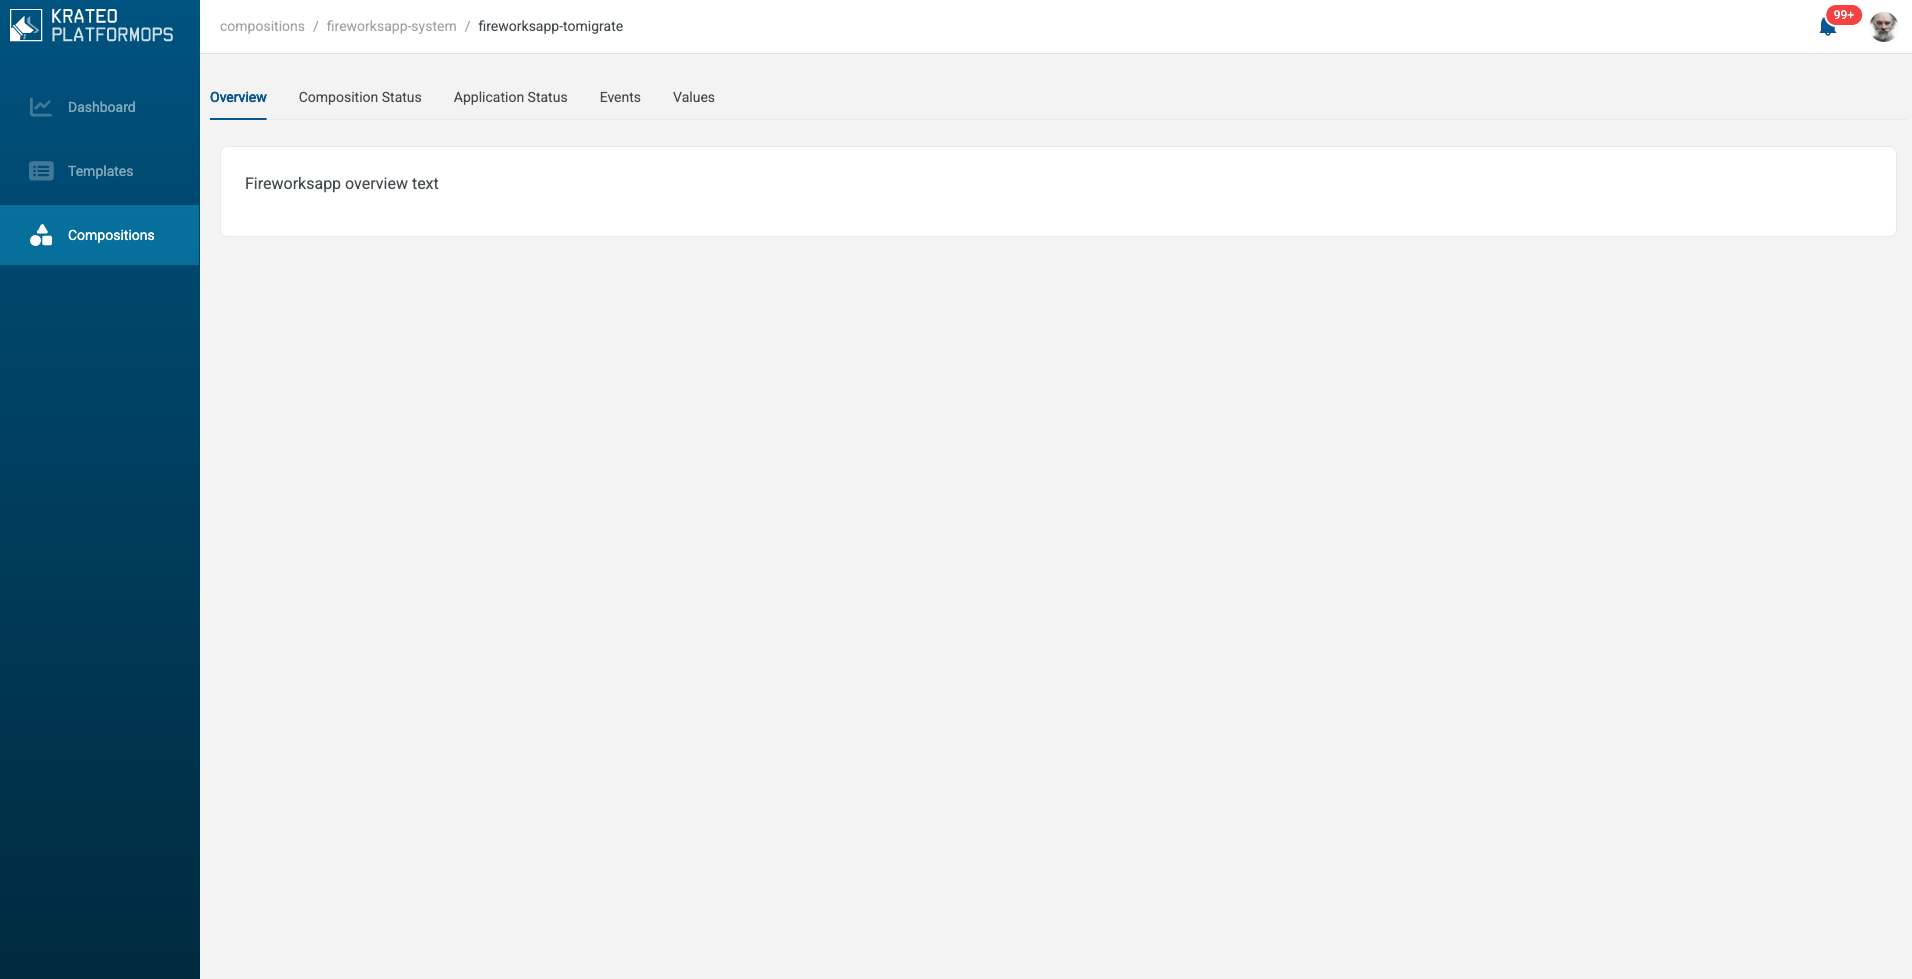 KRATEO
PLATFORMOPS
compositions / fireworksapp-system / fireworksapp-tomigrate
99+
Dashboard
Templates
Compositions
Overview Composition Status Application Status Events Values
Fireworksapp overview text